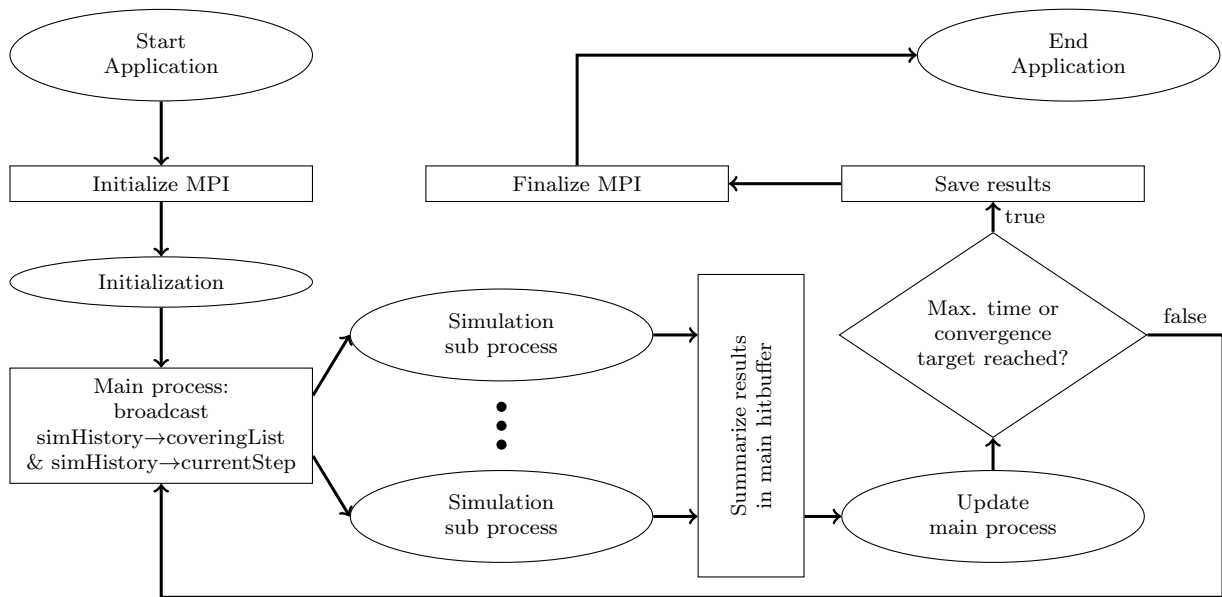 Start
Application
End
Application
Initialize MPI
Finalize MPI
Save results
true
Initialization
Simulation
sub process
Max. time or
convergence
target reached?
false
Main process:
broadcast
simHistory→coveringList
& simHistory→currentStep
Summarize results
in main hitbuffer
Simulation
sub process
Update
main process